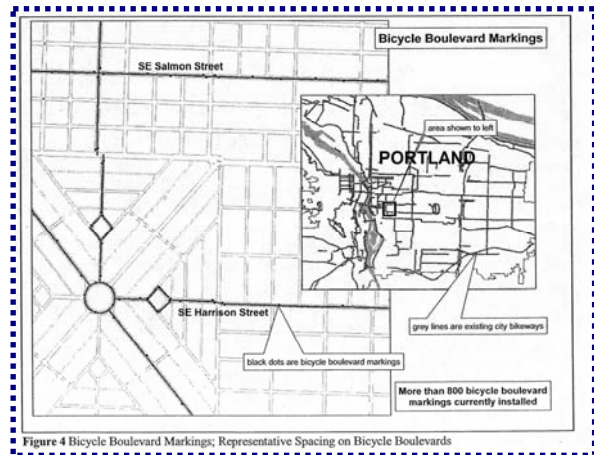 Bicycle Boulevard Markings
SE Salmon Street
area shown to left
PORTLAND
SE Harrison Street
grey lines are existing city bikeways
black dots are bicycle boulevard markings
More than 800 bicycle boulevard
markings currently installed
Figure 4 Bicycle Boulevard Markings; Representative Spacing on Bicycle Boulevards